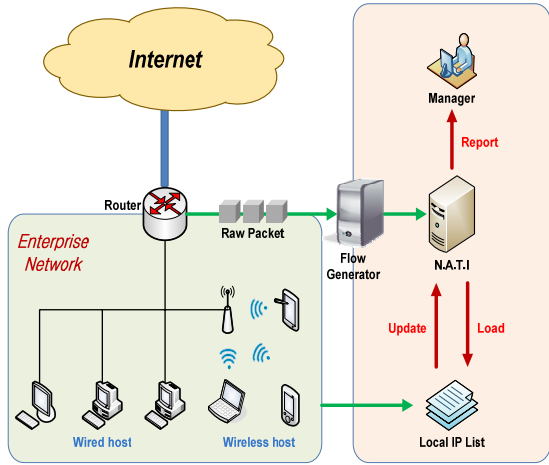 Internet
Manager
Report
Router
Raw Packet
Flow
Generator
N.A.T.I
Enterprise
Network
Update
Load
Wired host
Wireless host
Local IP List